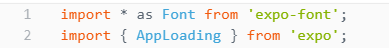 1 import * as Font from 'expo-font';
2 import { AppLoading } from 'expo';